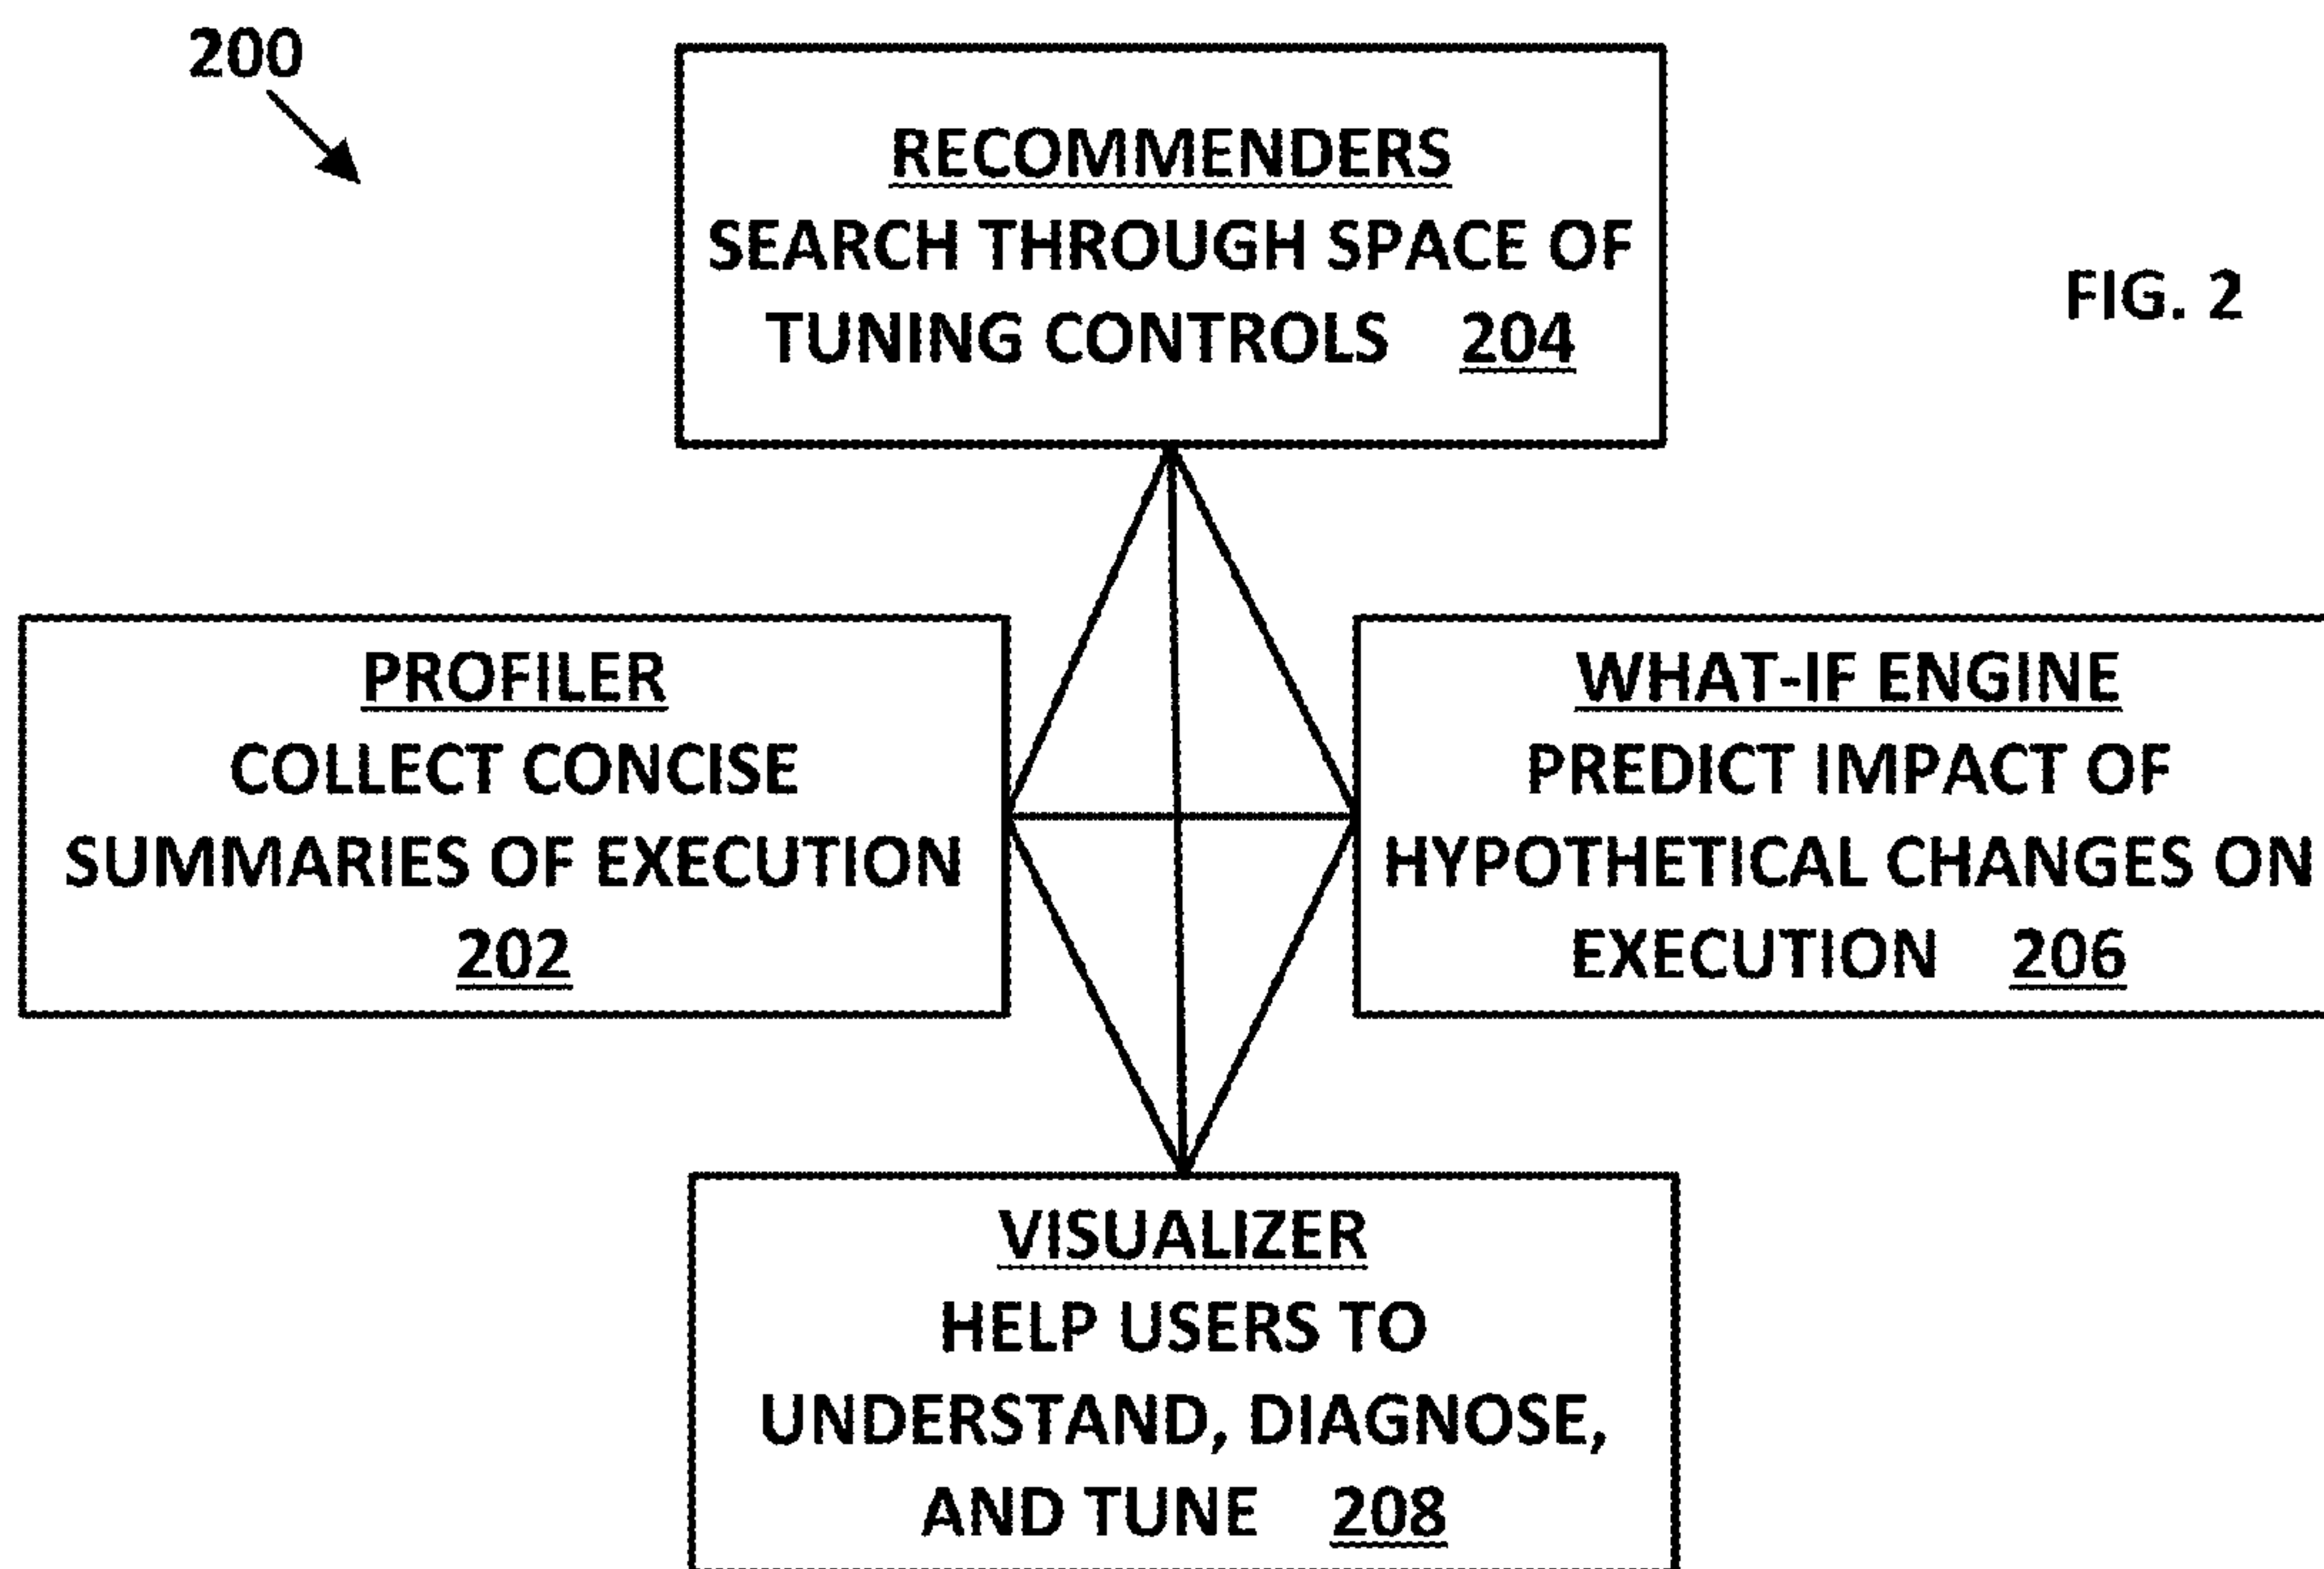 200
RECOMMENDERS
SEARCH THROUGH SPACE OF
TUNING CONTROLS 204
FIG. 2
PROFILER
COLLECT CONCISE
SUMMARIES OF EXECUTION
202
WHAT-IF ENGINE
PREDICT IMPACT OF
HYPOTHETICAL CHANGES ON
EXECUTION 206
VISUALIZER
HELP USERS TO
UNDERSTAND, DIAGNOSE,
AND TUNE 208